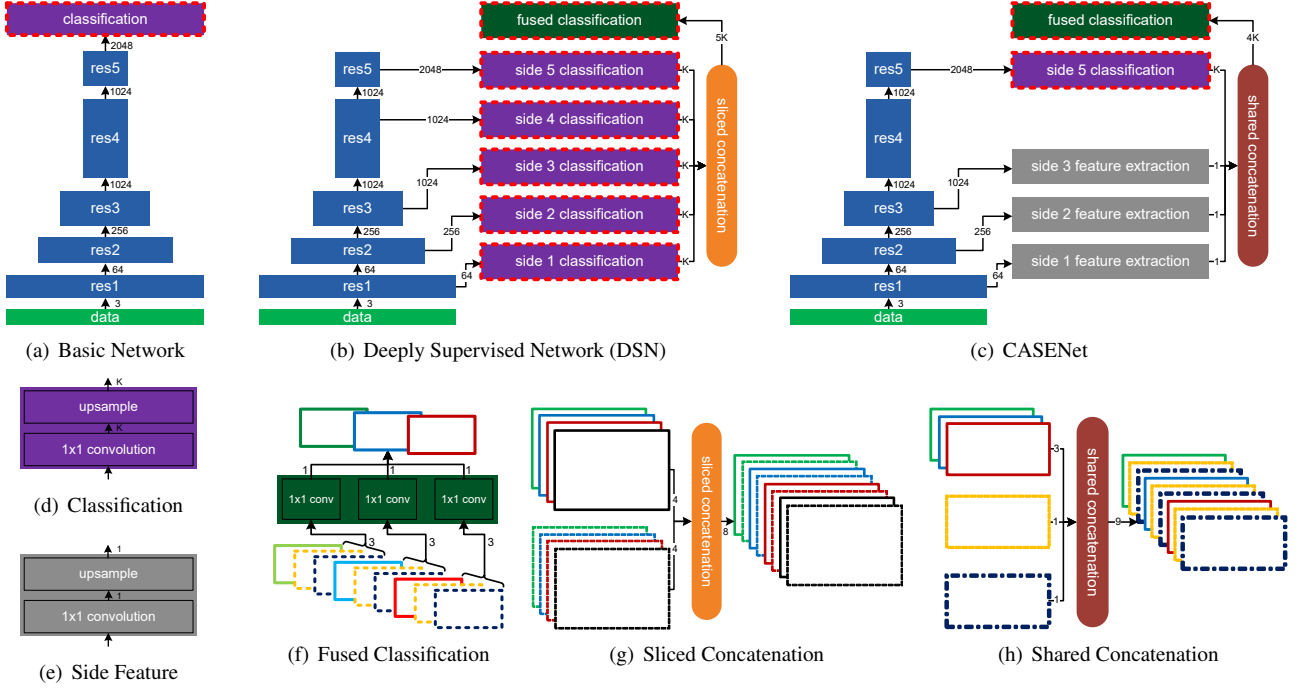 classification
2048
res5
1024
res4
1024
res3
256
res2
64
res1
3
data
(a) Basic Network
fused classification
5K
res5
2048
side 5 classification
K
1024
res4
1024
side 4 classification
K
sliced concatenation
side 3 classification
K
1024
1024
res3
side 2 classification
K
256
256
res2
side 1 classification
K
64
64
res1
3
data
(b) Deeply Supervised Network (DSN)
fused classification
4K
res5
2048
side 5 classification
K
1024
res4
shared concatenation
side 3 feature extraction
1
1024
1024
res3
side 2 feature extraction
1
256
256
res2
side 1 feature extraction
1
64
64
res1
3
data
(c) CASENet
K
upsample
K
1x1 convolution
(d) Classification
1
upsample
1
1x1 convolution
(e) Side Feature
1 1 1
1x1 conv 1x1 conv 1x1 conv
3 3 3
(f) Fused Classification
4
4
sliced concatenation
8
(g) Sliced Concatenation
3
1
1
shared concatenation
9
(h) Shared Concatenation